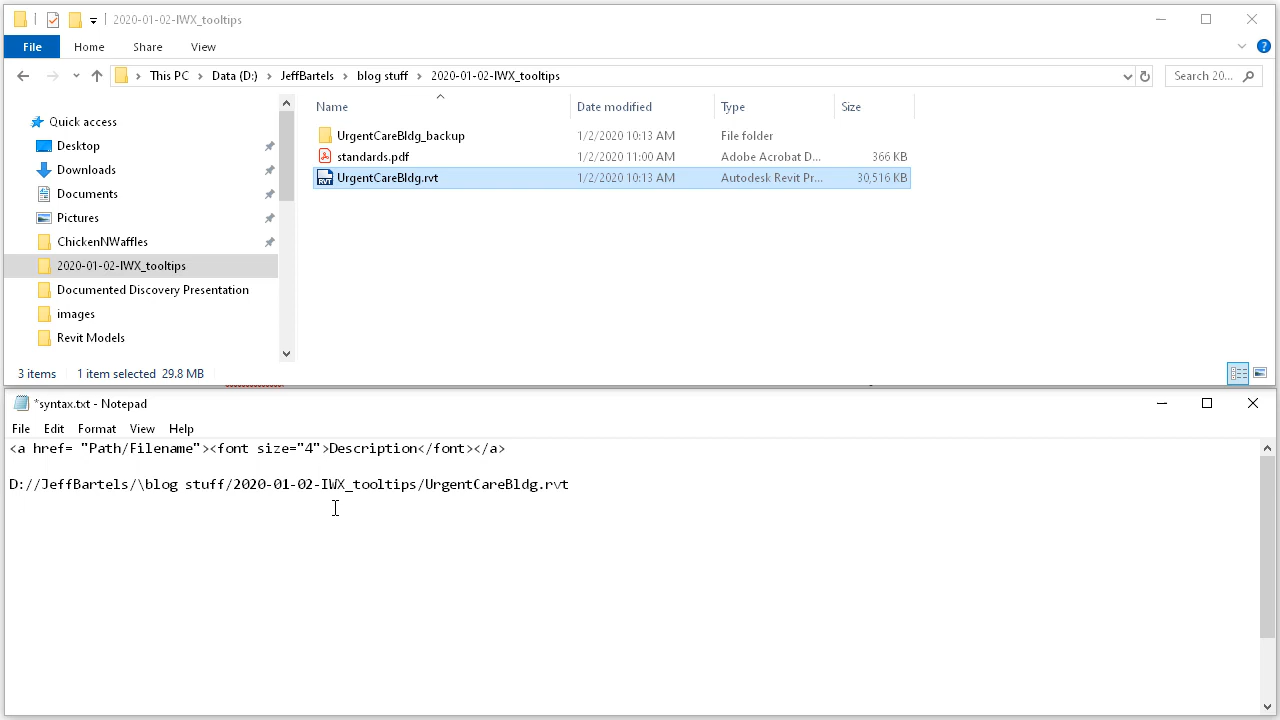 2020-01-02-IWX_tooltips
File Home Share View
This PC Data (D:) JeffBartels blog stuff 2020-01-02-IWX_tooltips Search 20...
Name Date modified Type Size
Quick access
Desktop
Downloads
Documents
Pictures
ChickenNWaffles
2020-01-02-IWX_tooltips
Documented Discovery Presentation
images
Revit Models
UrgentCareBldg_backup 1/2/2020 10:13 AM File folder
standards.pdf 1/2/2020 11:00 AM Adobe Acrobat D... 366 KB
RVT UrgentCareBldg.rvt 1/2/2020 10:13 AM Autodesk Revit Pr... 30,516 KB
3 items 1 item selected 29.8 MB
*syntax.txt - Notepad
File Edit Format View Help
<a href= "Path/Filename"><font size="4">Description</font></a>
D://JeffBartels/\blog stuff/2020-01-02-IWX_tooltips/UrgentCareBldg.rvt